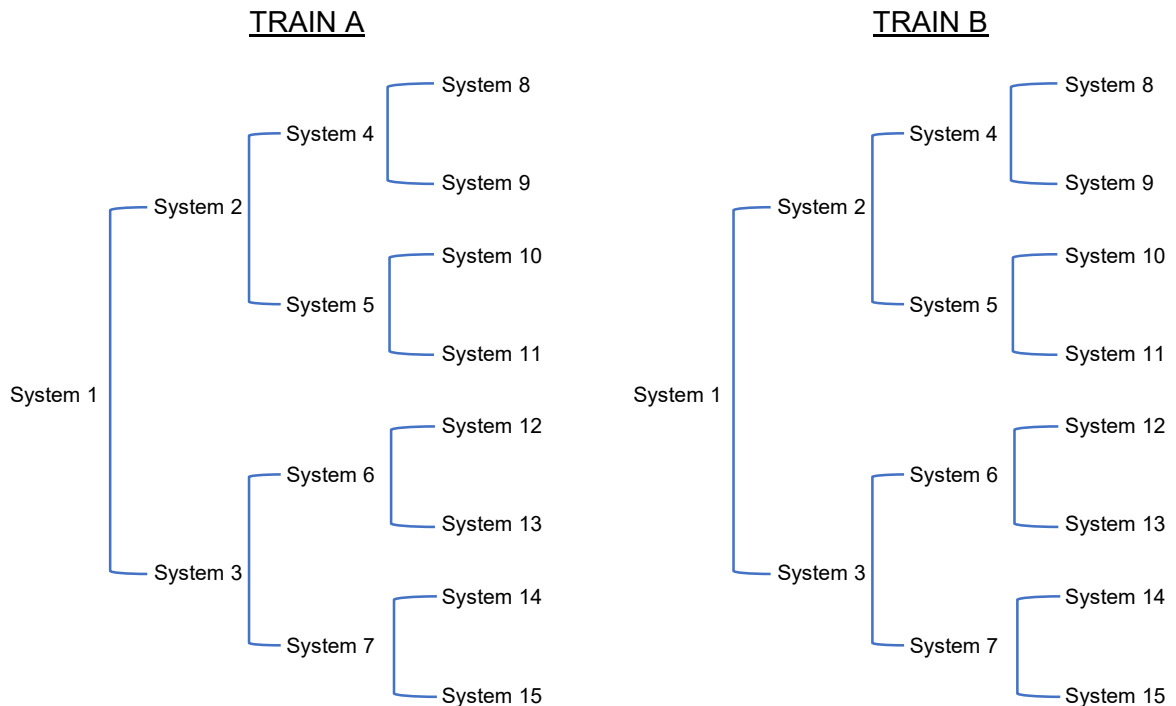 TRAIN A
System 8
System 4
System 9
System 2
System 10
System 5
System 11
System 1
System 12
System 6
System 13
System 3
System 14
System 7
System 15
TRAIN B
System 8
System 4
System 9
System 2
System 10
System 5
System 11
System 1
System 12
System 6
System 13
System 3
System 14
System 7
System 15